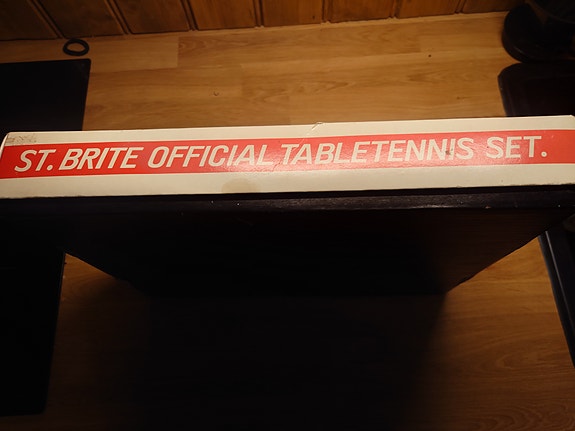 ST. BRITE OFFICIAL TABLETENNIS SET.